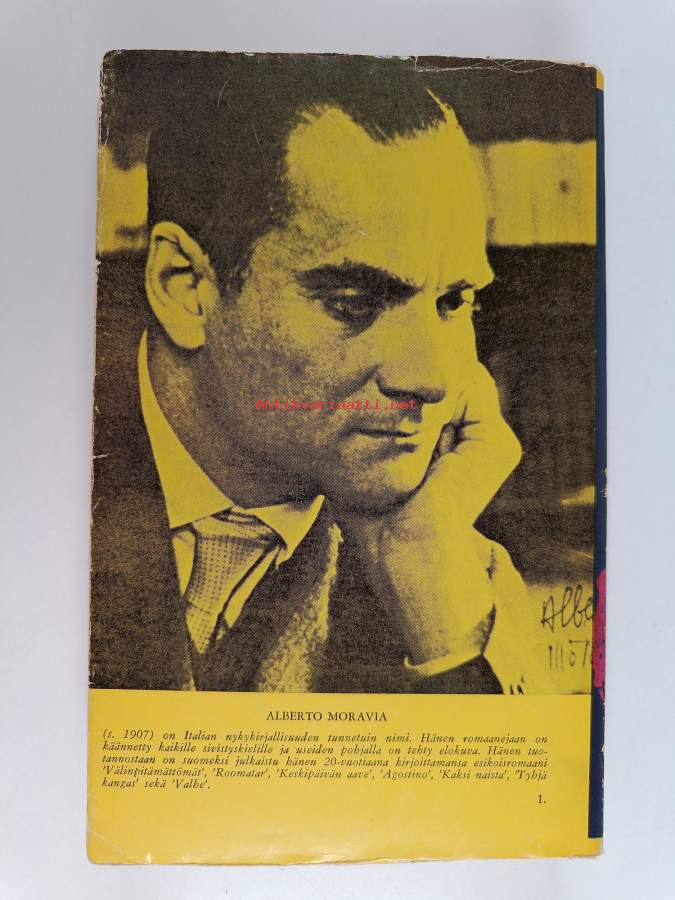 Antikvariaatti.net
Albe
ALBERTO MORAVIA
(s. 1907) on Italian nykykirjallisuuden tunnetuin nimi. Hänen romaanejaan on
käännetty kaikille sivistyskielille ja useiden pohjalla on tehty elokuva. Hänen tuo-
tannostaan on suomeksi julkaistu hänen 20-vuotiaana kirjoittamansa esikoisromaani
'Välinpitämättömät', 'Roomatar', 'Keskipäivän aave', 'Agostino', 'Kaksi naista', 'Tyhjä
kangas' sekä 'Valhe'.
1.